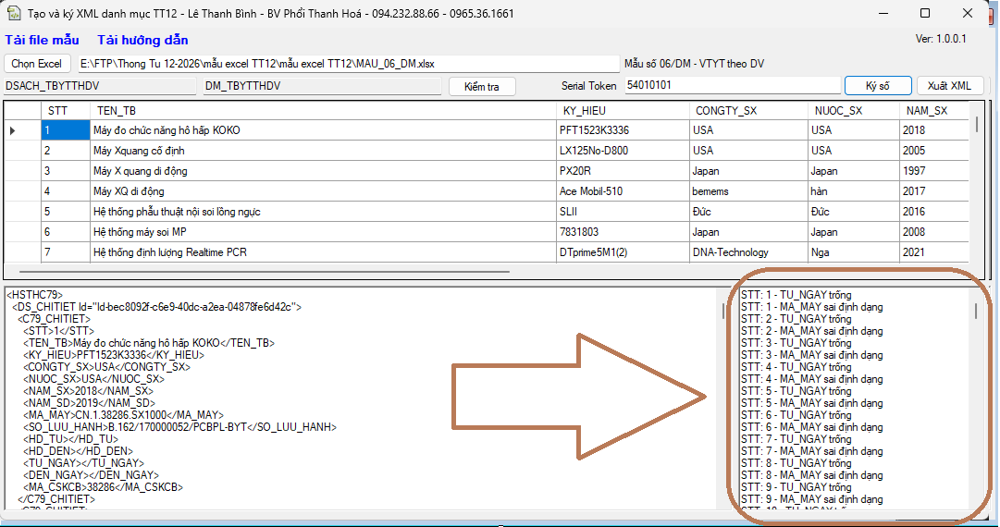 Tạo và ký XML danh mục TT12 - Lê Thanh Bình - BV Phổi Thanh Hoá - 094.232.88.66 - 0965.36.1661
Tải file mẫu Tải hướng dẫn Ver: 1.0.0.1
Chọn Excel E:\FTP\Thong Tu 12-2026\mẫu excel TT12\mẫu excel TT12\MAU_06_DM.xlsx Mẫu số 06/DM - VTYT theo DV
DSACH_TBYTTHDV DM_TBYTTHDV Kiểm tra Serial Token 54010101 Ký số Xuất XML
STT TEN_TB KY_HIEU CONGTY_SX NUOC_SX NAM_SX
1 Máy đo chức năng hô hấp KOKO PFT1523K3336 USA USA 2018
2 Máy Xquang cố định LX125No-D800 USA USA 2005
3 Máy X quang di động PX20R Japan Japan 1997
4 Máy XQ di động Ace Mobil-510 bemems hàn 2017
5 Hệ thống phẫu thuật nội soi lồng ngực SLII Đức Đức 2016
6 Hệ thống máy soi MP 7831803 Japan Japan 2008
7 Hệ thống định lượng Realtime PCR DTprime5M1(2) DNA-Technology Nga 2021
<HSTHC79>
<DS_CHITIET Id="Id-bec8092f-c6e9-40dc-a2ea-04878fe6d42c">
<C79_CHITIET>
<STT>1</STT>
<TEN_TB>Máy đo chức năng hô hấp KOKO</TEN_TB>
<KY_HIEU>PFT1523K3336</KY_HIEU>
<CONGTY_SX>USA</CONGTY_SX>
<NUOC_SX>USA</NUOC_SX>
<NAM_SX>2018</NAM_SX>
<NAM_SD>2019</NAM_SD>
<MA_MAY>CN.1.38286.SX1000</MA_MAY>
<SO_LUU_HANH>B.162/170000052/PCBPL-BYT</SO_LUU_HANH>
<HD_TU></HD_TU>
<HD_DEN></HD_DEN>
<TU_NGAY></TU_NGAY>
<DEN_NGAY></DEN_NGAY>
<MA_CSKCB>38286</MA_CSKCB>
</C79_CHITIET>
<C79_CHITIET>
STT: 1 - TU_NGAY trống
STT: 1 - MA_MAY sai định dạng
STT: 2 - TU_NGAY trống
STT: 2 - MA_MAY sai định dạng
STT: 3 - TU_NGAY trống
STT: 3 - MA_MAY sai định dạng
STT: 4 - TU_NGAY trống
STT: 4 - MA_MAY sai định dạng
STT: 5 - TU_NGAY trống
STT: 5 - MA_MAY sai định dạng
STT: 6 - TU_NGAY trống
STT: 6 - MA_MAY sai định dạng
STT: 7 - TU_NGAY trống
STT: 7 - MA_MAY sai định dạng
STT: 8 - TU_NGAY trống
STT: 8 - MA_MAY sai định dạng
STT: 9 - TU_NGAY trống
STT: 9 - MA_MAY sai định dạng
STT: 10 - TU_NGAY trống